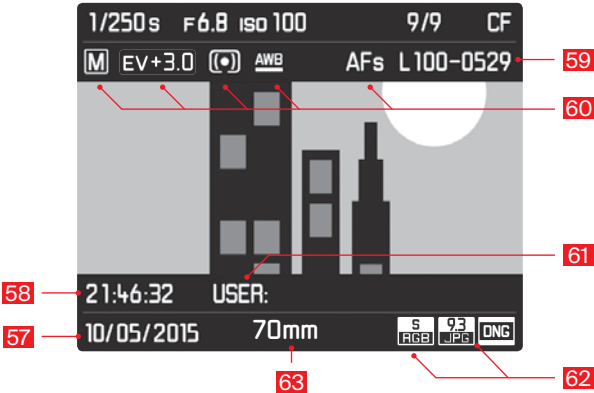 1/250s F6.8 ISO 100 9/9 CF
M EV+3.0 AWB AFs L100-0529
59
60
61
58 21:46:32 USER:
57 10/05/2015 70mm S RGB 9.3 JPG DNG
62
63